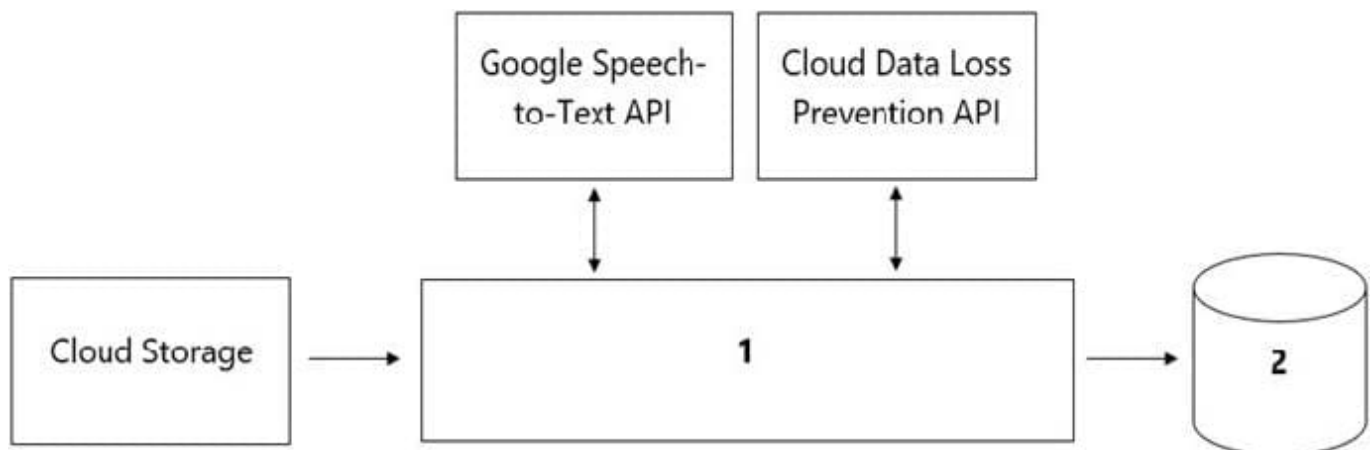 Google Speech-
to-Text API
Cloud Data Loss
Prevention API
Cloud Storage
1
2